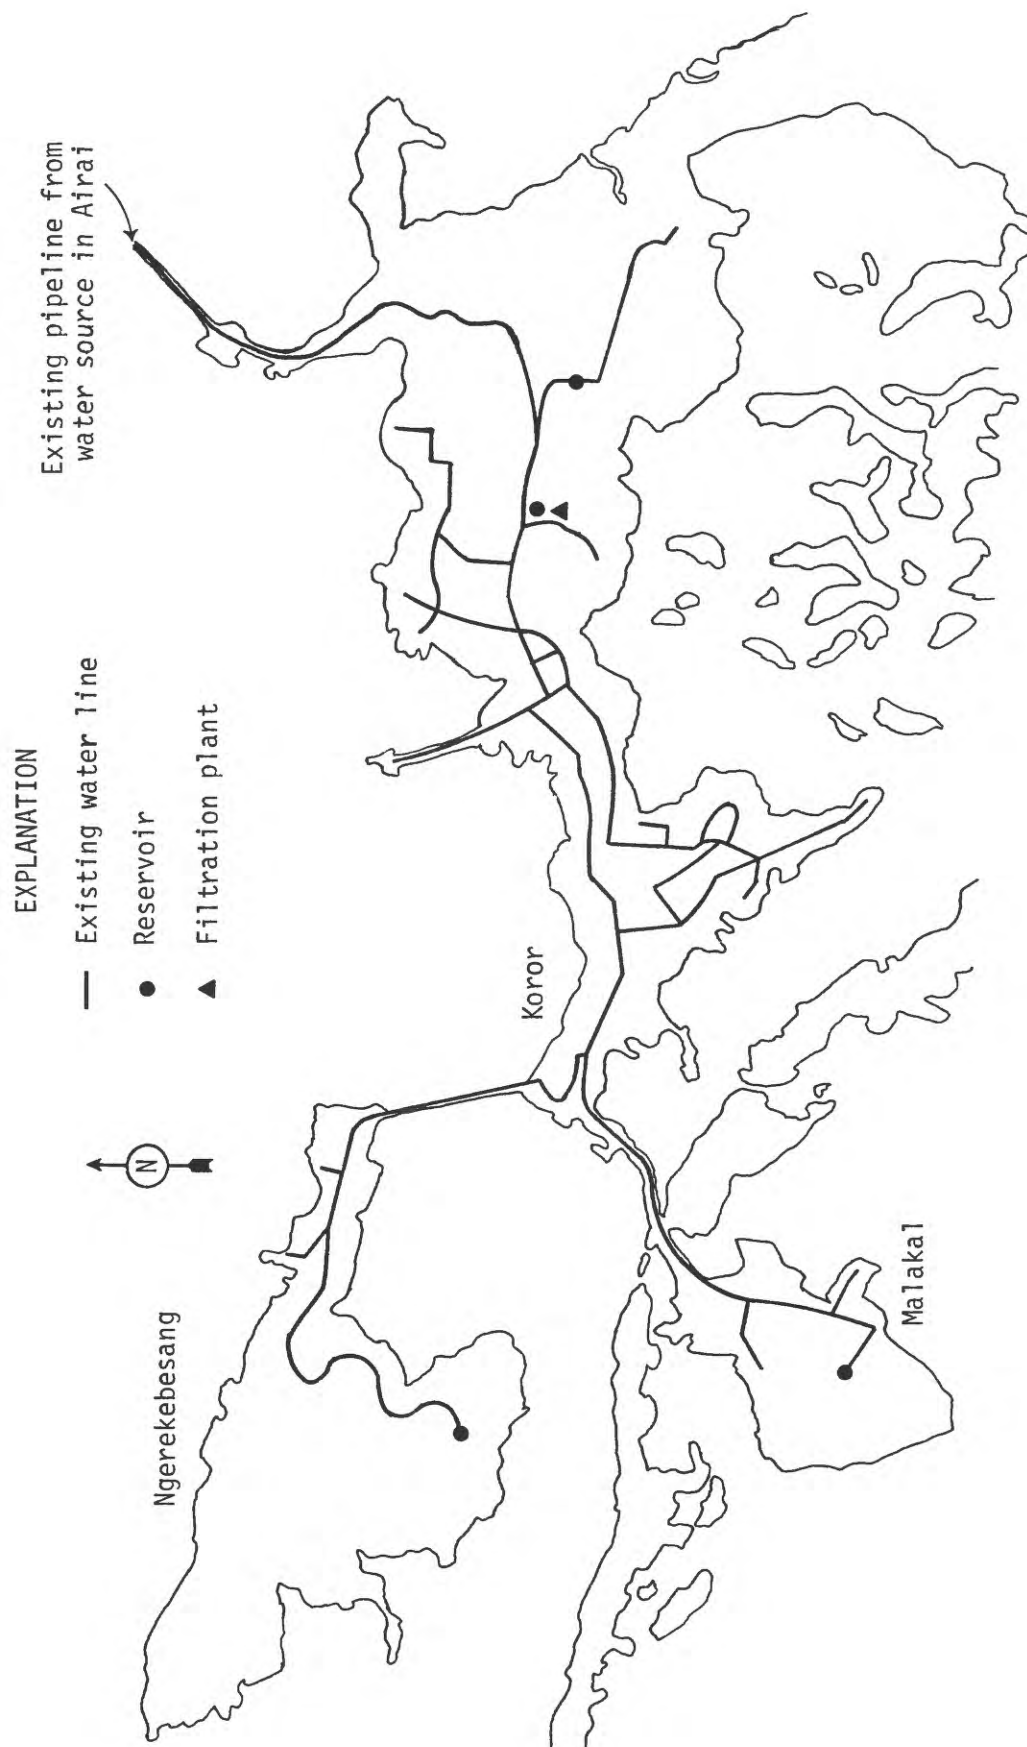 EXPLANATION
Existing water line
Reservoir
Filtration plant
Existing pipeline from
water source in Airai
N
Ngerekebesang
Koror
Malakal